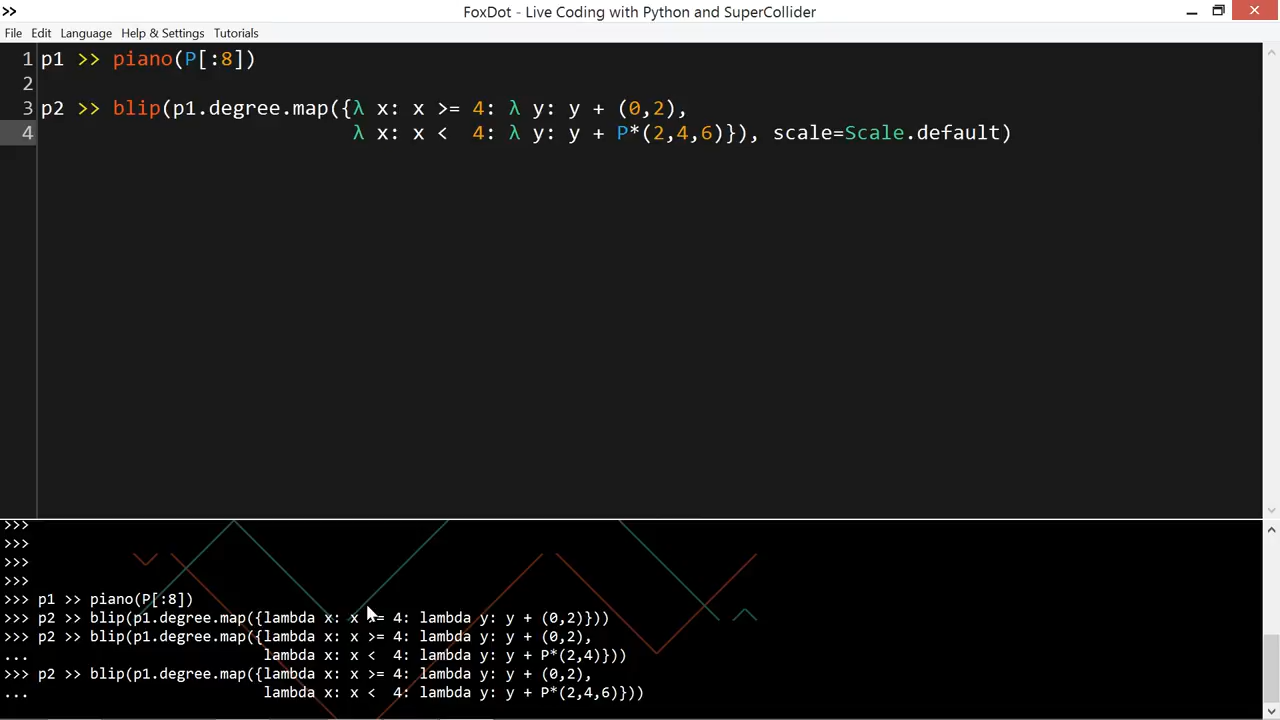 FoxDot - Live Coding with Python and SuperCollider
File Edit Language Help & Settings Tutorials
1 p1 >> piano(P[:8])
2
3 p2 >> blip(p1.degree.map({λ x: x >= 4: λ y: y + (0,2),
4 λ x: x <  4: λ y: y + P*(2,4,6)}), scale=Scale.default)
>>>
>>>
>>>
>>>
>>> p1 >> piano(P[:8])
>>> p2 >> blip(p1.degree.map({lambda x: x >= 4: lambda y: y + (0,2)}))
>>> p2 >> blip(p1.degree.map({lambda x: x >= 4: lambda y: y + (0,2),
... lambda x: x <  4: lambda y: y + P*(2,4)}))
>>> p2 >> blip(p1.degree.map({lambda x: x >= 4: lambda y: y + (0,2),
... lambda x: x <  4: lambda y: y + P*(2,4,6)}))